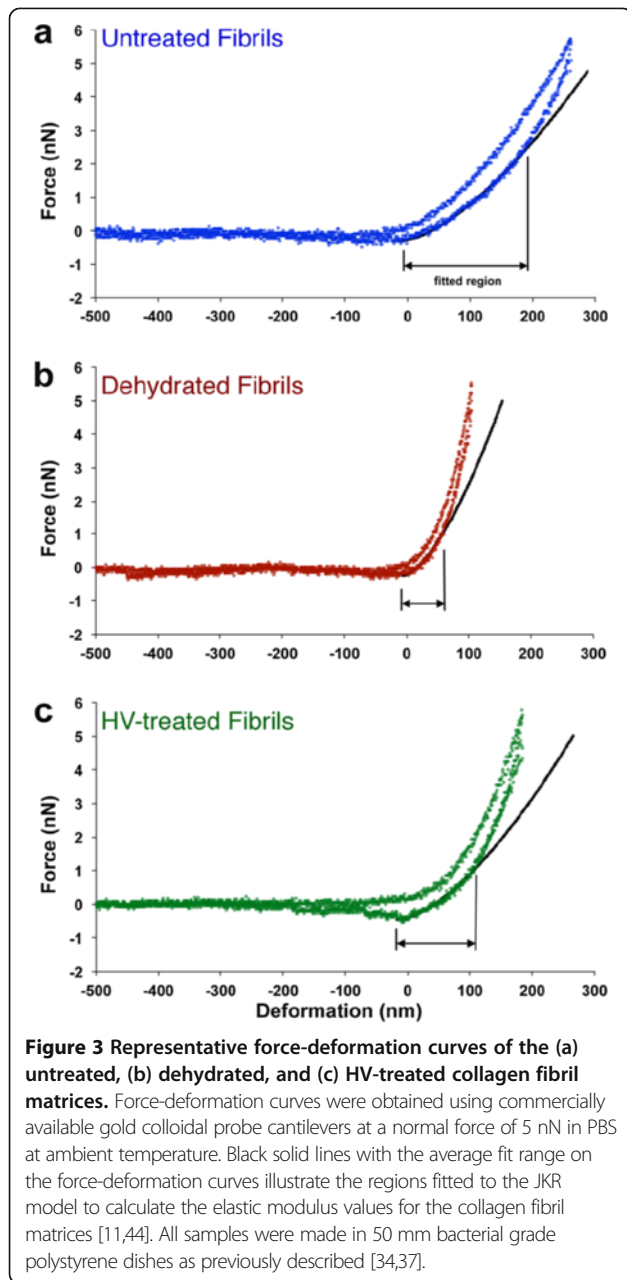 a
Untreated Fibrils
6
5
4
3
2
1
0
-1
-2
Force (nN)
fitted region
-500 -400 -300 -200 -100 0 100 200 300
b
Dehydrated Fibrils
6
5
4
3
2
1
0
-1
-2
Force (nN)
-500 -400 -300 -200 -100 0 100 200 300
c
HV-treated Fibrils
6
5
4
3
2
1
0
-1
-2
Force (nN)
-500 -400 -300 -200 -100 0 100 200 300
Deformation (nm)
Figure 3 Representative force-deformation curves of the (a)
untreated, (b) dehydrated, and (c) HV-treated collagen fibril
matrices. Force-deformation curves were obtained using commercially
available gold colloidal probe cantilevers at a normal force of 5 nN in PBS
at ambient temperature. Black solid lines with the average fit range on
the force-deformation curves illustrate the regions fitted to the JKR
model to calculate the elastic modulus values for the collagen fibril
matrices [11,44]. All samples were made in 50 mm bacterial grade
polystyrene dishes as previously described [34,37].